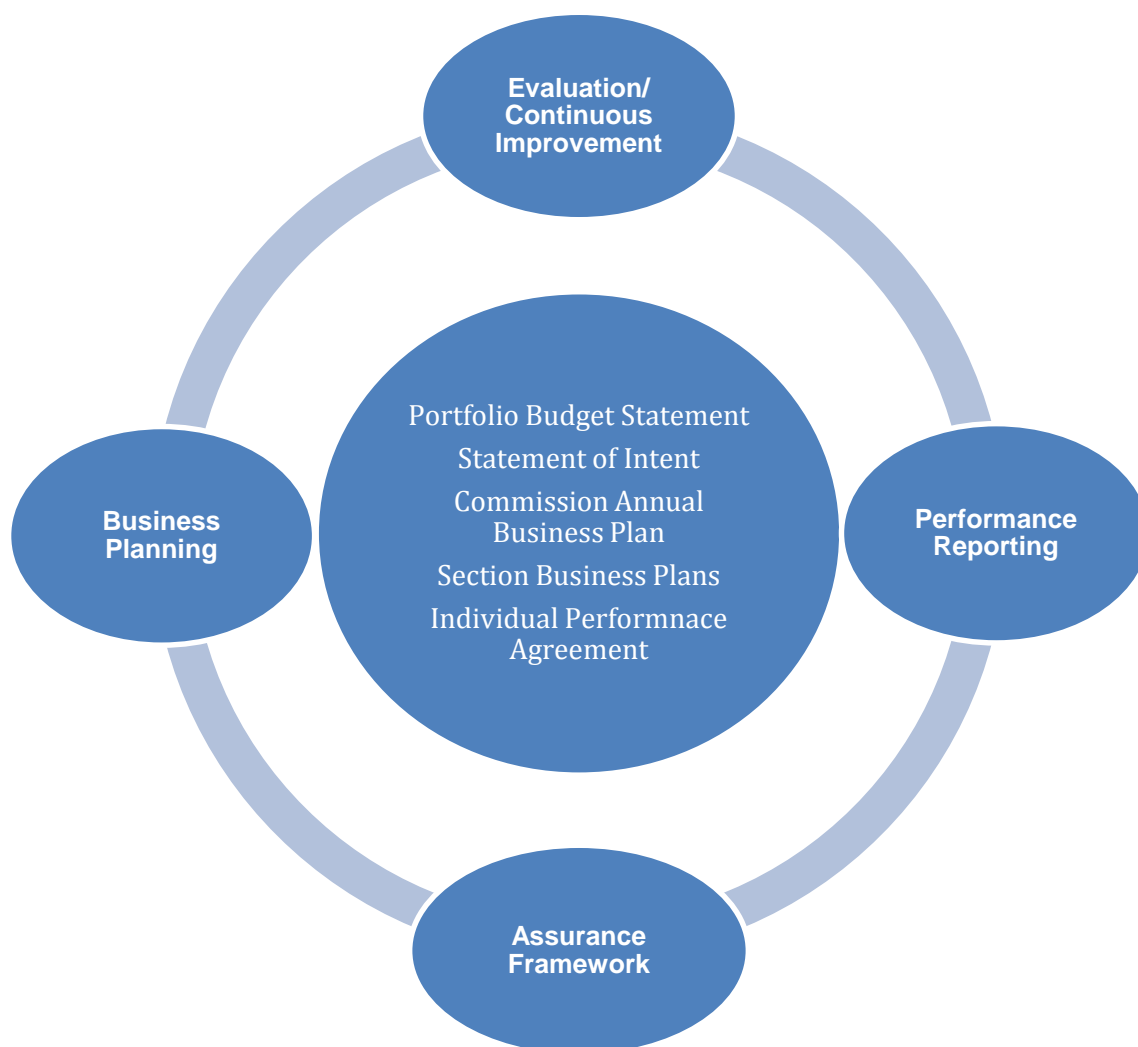 Evaluation/
Continuous
Improvement
Portfolio Budget Statement
Statement of Intent
Commission Annual
Business Plan
Section Business Plans
Individual Performnace
Agreement
Business
Planning
Performance
Reporting
Assurance
Framework